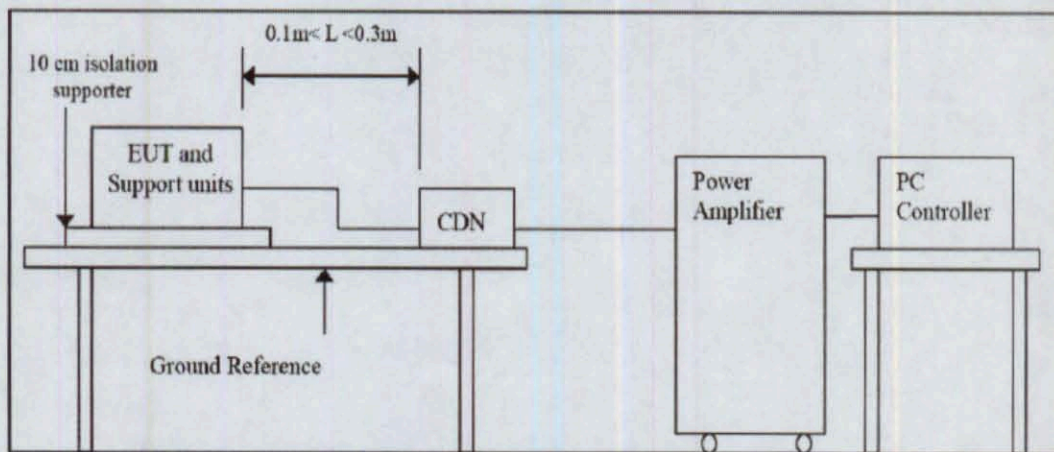 0.1m< L <0.3m
10 cm isolation
supporter
EUT and
Support units
CDN
Power
Amplifier
PC
Controller
Ground Reference